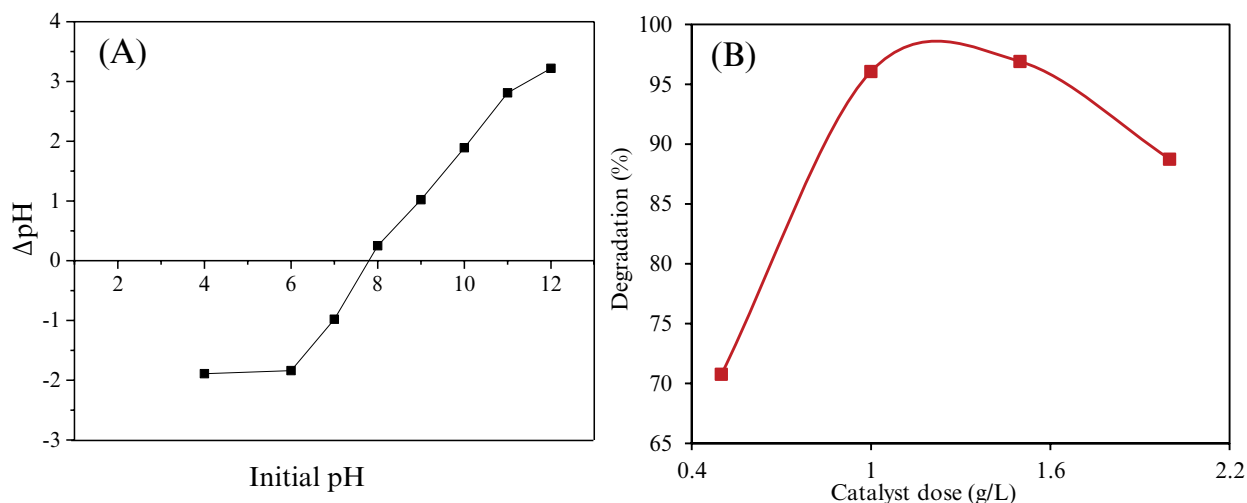 (A)
4
3
2
1
0
-1
-2
-3
2 4 6 8 10 12
ΔpH
Initial pH
(B)
100
95
90
85
80
75
70
65
0.4 1 1.6 2.2
Degradation (%)
Catalyst dose (g/L)